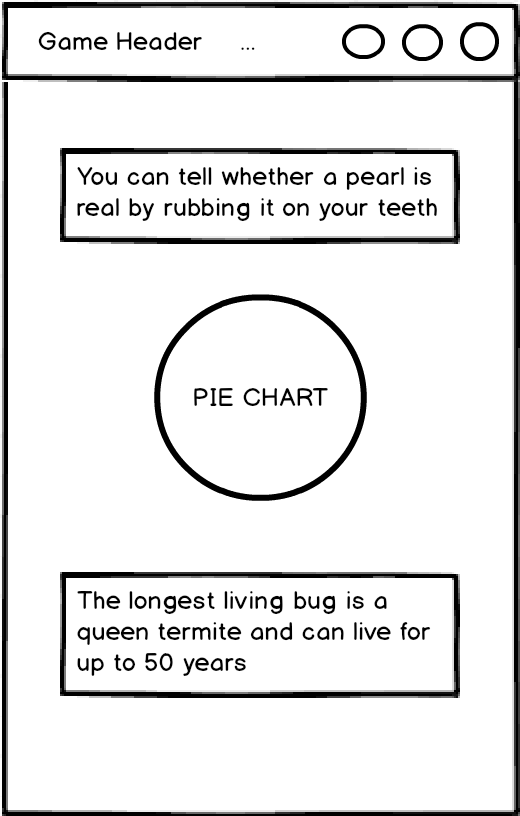 Game Header ...
You can tell whether a pearl is
real by rubbing it on your teeth
PIE CHART
The longest living bug is a
queen termite and can live for
up to 50 years